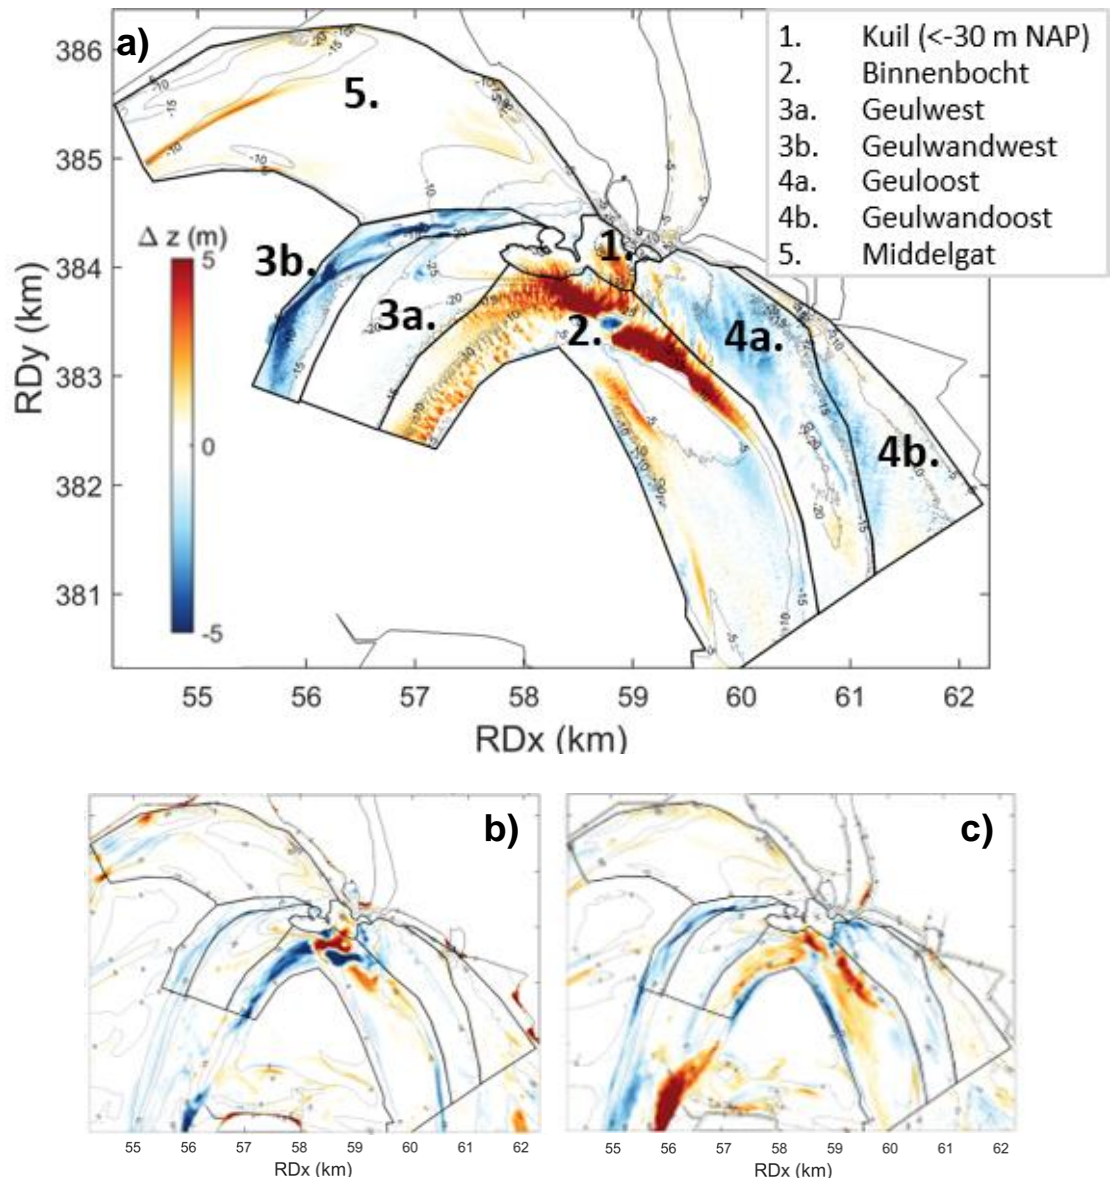 a)
1. Kuil (<-30 m NAP)
2. Binnenbocht
3a. Geulwest
3b. Geulwandwest
4a. Geuloost
4b. Geulwandoost
5. Middelgat
386
385
384
383
382
381
RDy (km)
Δ z (m)
5
0
-5
5.
3b.
3a.
1.
2.
4a.
4b.
55 56 57 58 59 60 61 62
RDx (km)
b)
c)
55 56 57 58 59 60 61 62
RDx (km)
55 56 57 58 59 60 61 62
RDx (km)